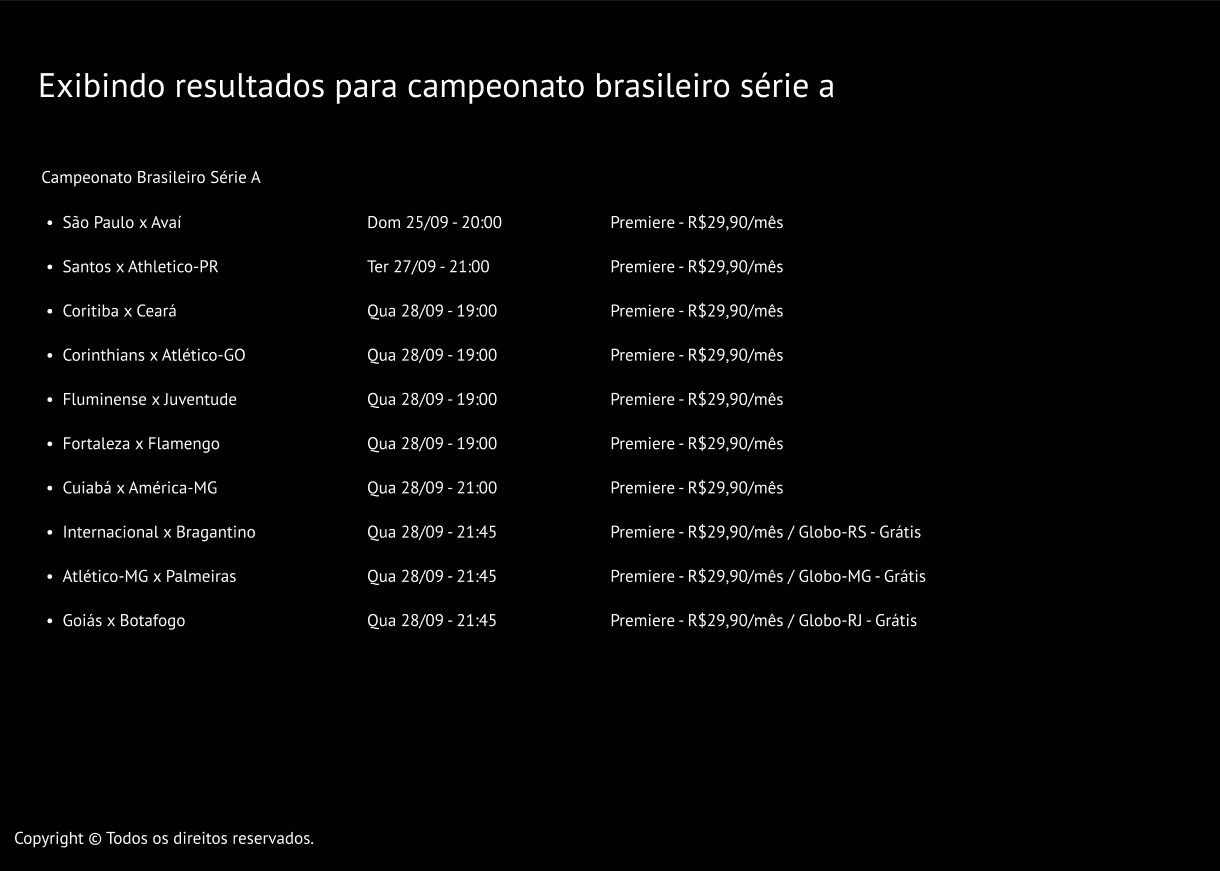 Exibindo resultados para campeonato brasileiro série a
Campeonato Brasileiro Série A
• São Paulo x Avaí Dom 25/09 - 20:00 Premiere - R$29,90/mês
• Santos x Athletico-PR Ter 27/09 - 21:00 Premiere - R$29,90/mês
• Coritiba x Ceará Qua 28/09 - 19:00 Premiere - R$29,90/mês
• Corinthians x Atlético-GO Qua 28/09 - 19:00 Premiere - R$29,90/mês
• Fluminense x Juventude Qua 28/09 - 19:00 Premiere - R$29,90/mês
• Fortaleza x Flamengo Qua 28/09 - 19:00 Premiere - R$29,90/mês
• Cuiabá x América-MG Qua 28/09 - 21:00 Premiere - R$29,90/mês
• Internacional x Bragantino Qua 28/09 - 21:45 Premiere - R$29,90/mês / Globo-RS - Grátis
• Atlético-MG x Palmeiras Qua 28/09 - 21:45 Premiere - R$29,90/mês / Globo-MG - Grátis
• Goiás x Botafogo Qua 28/09 - 21:45 Premiere - R$29,90/mês / Globo-RJ - Grátis
Copyright © Todos os direitos reservados.